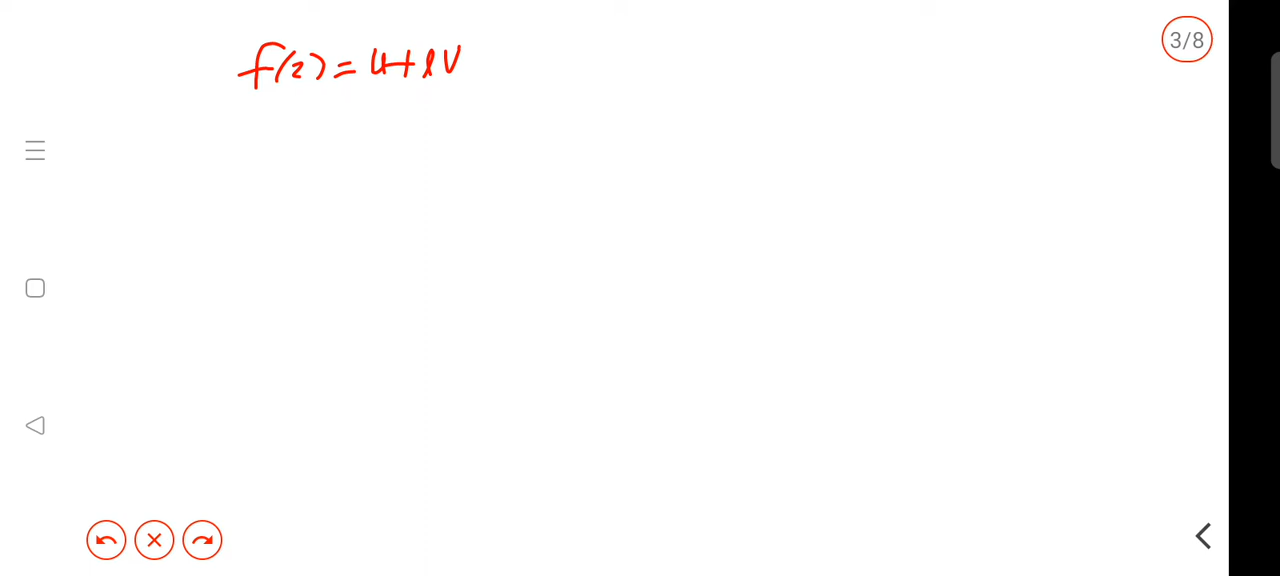 3/8
f(z) = u+iv